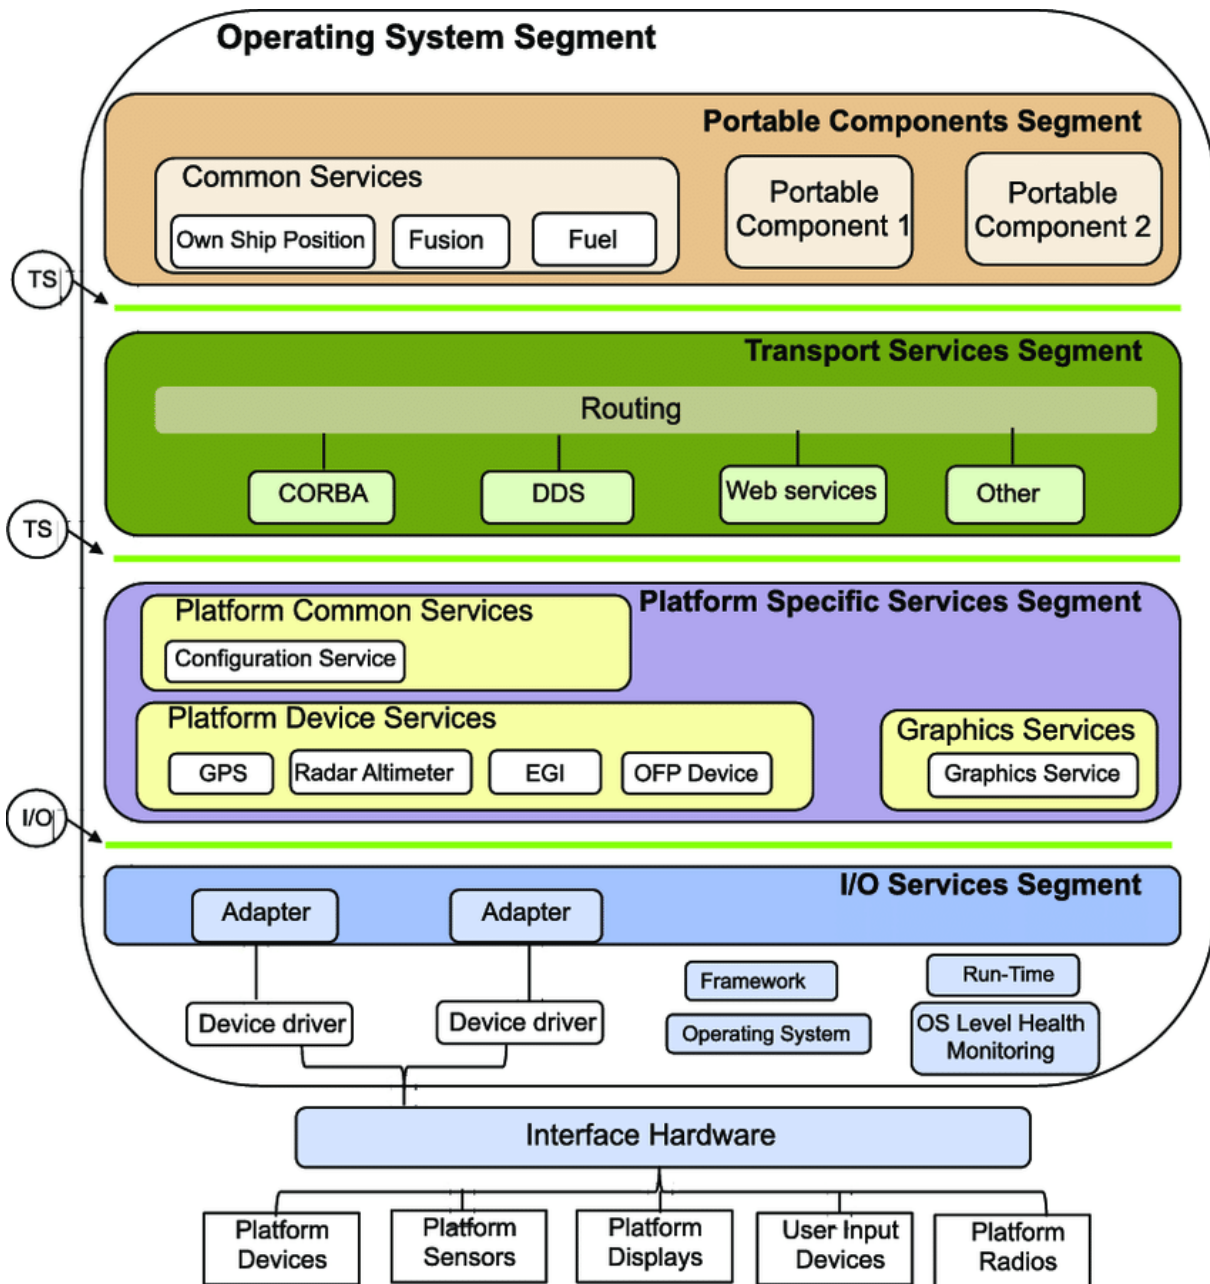 Operating System Segment
Portable Components Segment
Common Services
Own Ship Position
Fusion
Fuel
Portable
Component 1
Portable
Component 2
TS
Transport Services Segment
Routing
CORBA
DDS
Web services
Other
TS
Platform Specific Services Segment
Platform Common Services
Configuration Service
Platform Device Services
GPS
Radar Altimeter
EGI
OFP Device
Graphics Services
Graphics Service
I/O
I/O Services Segment
Adapter
Adapter
Device driver
Device driver
Framework
Run-Time
Operating System
OS Level Health
Monitoring
Interface Hardware
Platform
Devices
Platform
Sensors
Platform
Displays
User Input
Devices
Platform
Radios